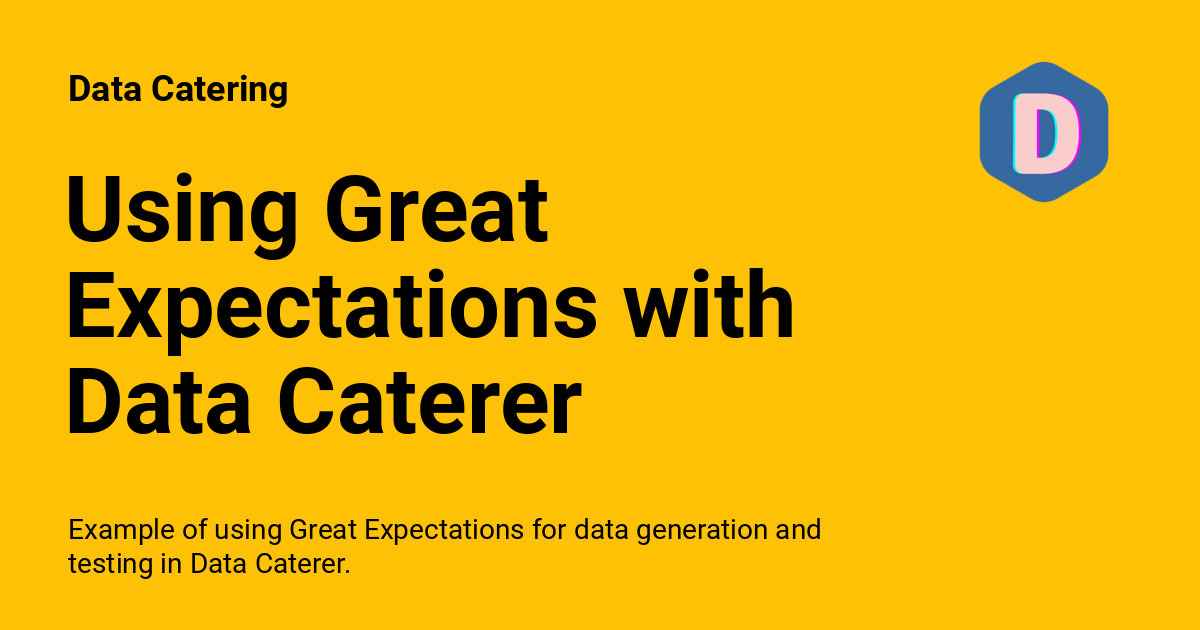 Data Catering
D
Using Great
Expectations with
Data Caterer
Example of using Great Expectations for data generation and
testing in Data Caterer.